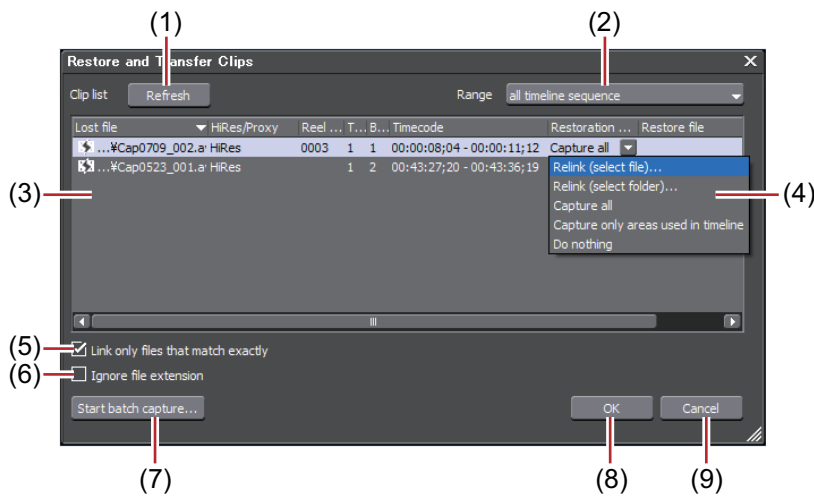 (1) (2)
Restore and Transfer Clips
Clip list Refresh Range all timeline sequence
Lost file HiRes/Proxy Reel ... T... B... Timecode Restoration ... Restore file
...¥Cap0709_002.a HiRes 0003 1 1 00:00:08;04 - 00:00:11;12 Capture all
...¥Cap0523_001.a HiRes 1 2 00:43:27;20 - 00:43:36;19 Relink (select file)...
Relink (select folder)...
(3) (4)
Capture all
Capture only areas used in timeline
Do nothing
(5) Link only files that match exactly
(6) Ignore file extension
Start batch capture... OK Cancel
(7) (8) (9)